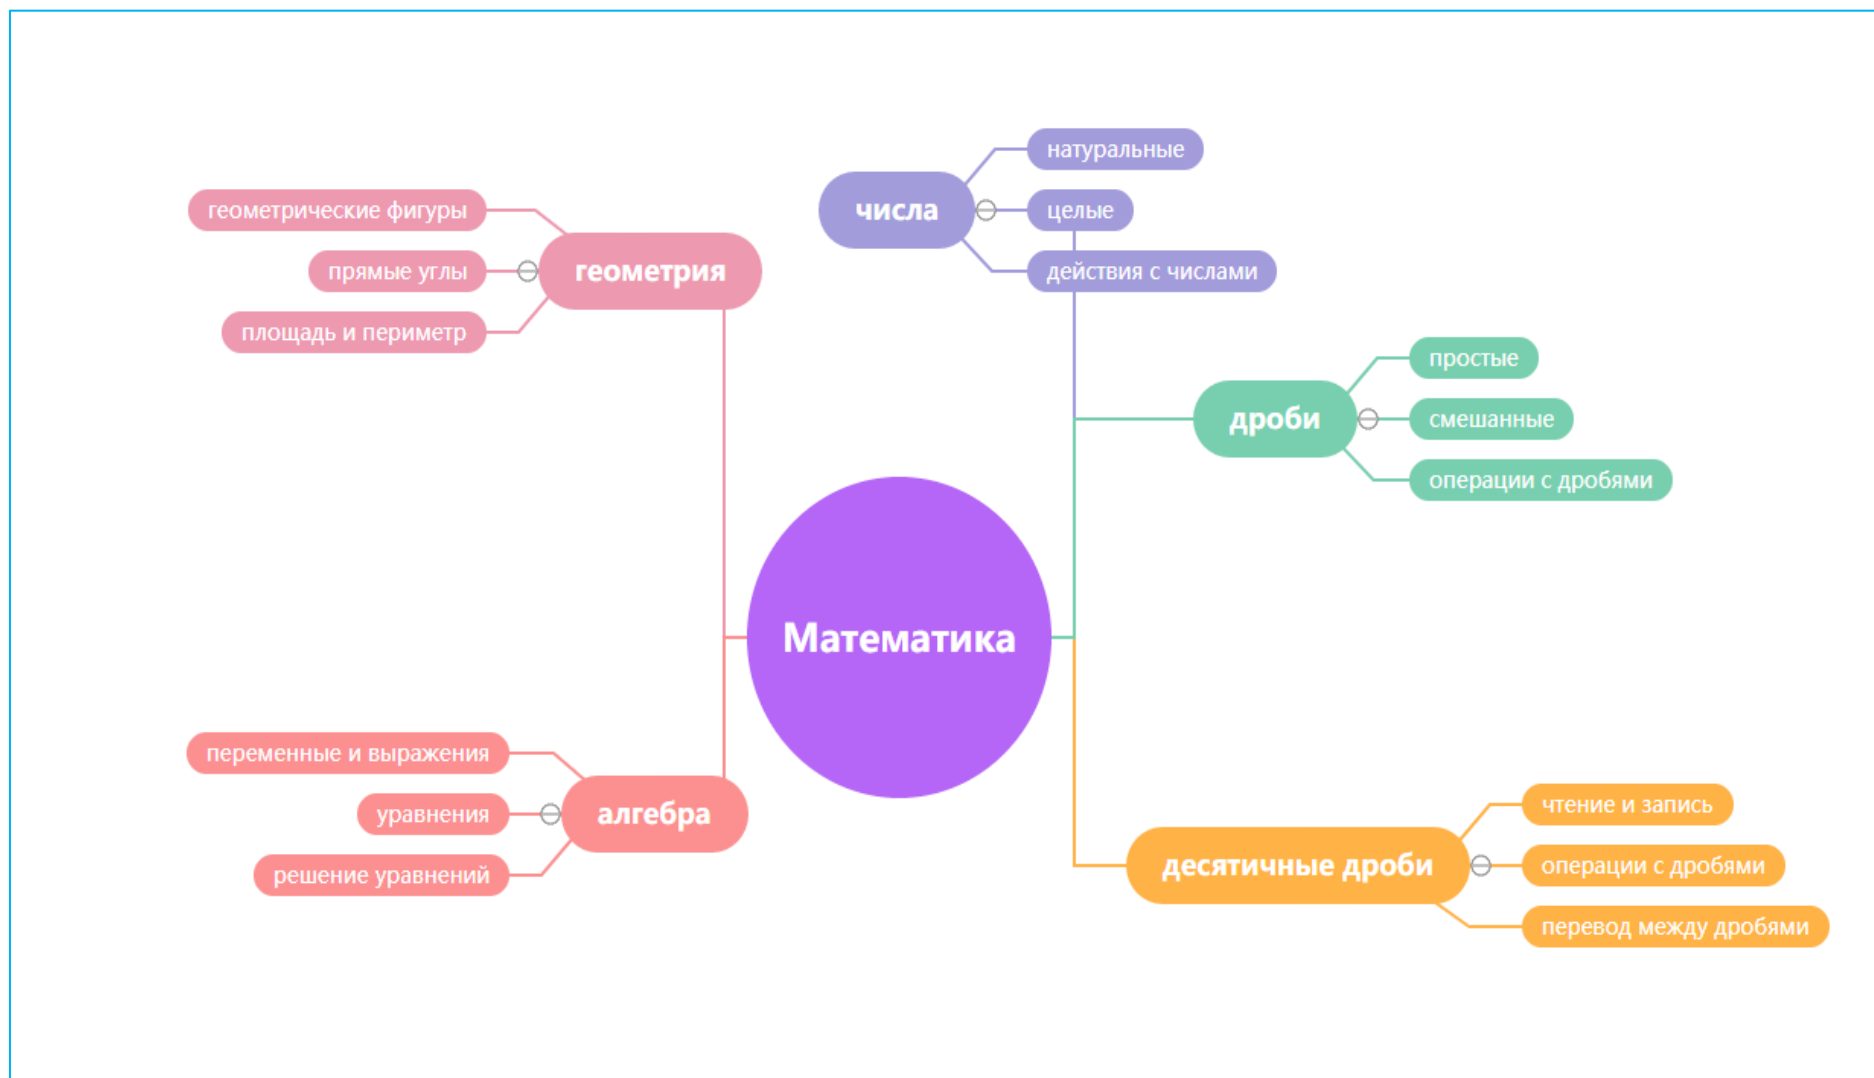 геометрические фигуры
прямые углы
площадь и периметр
геометрия
числа
натуральные
целые
действия с числами
дроби
простые
смешанные
операции с дробями
Математика
переменные и выражения
уравнения
решение уравнений
алгебра
десятичные дроби
чтение и запись
операции с дробями
перевод между дробями